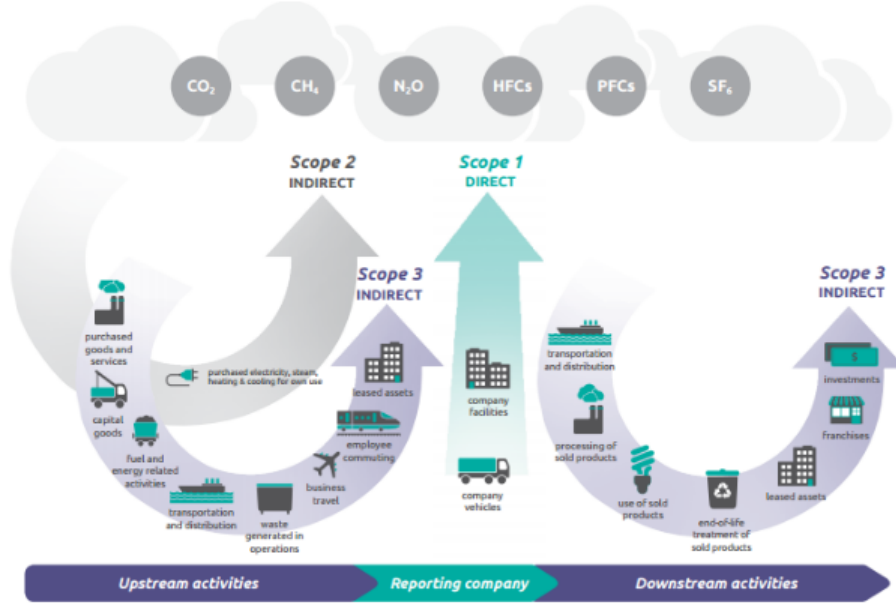 CO₂
CH₄
N₂O
HFCs
PFCs
SF₆
Scope 2
INDIRECT
Scope 1
DIRECT
Scope 3
INDIRECT
Scope 3
INDIRECT
purchased
goods and
services
capital
goods
fuel and
energy related
activities
purchased electricity, steam,
heating & cooling for own use
transportation
and distribution
waste
generated in
operations
business
travel
employee
commuting
leased assets
company
facilities
company
vehicles
transportation
and distribution
processing of
sold products
use of sold
products
end-of-life
treatment of
sold products
leased assets
franchises
investments
Upstream activities
Reporting company
Downstream activities